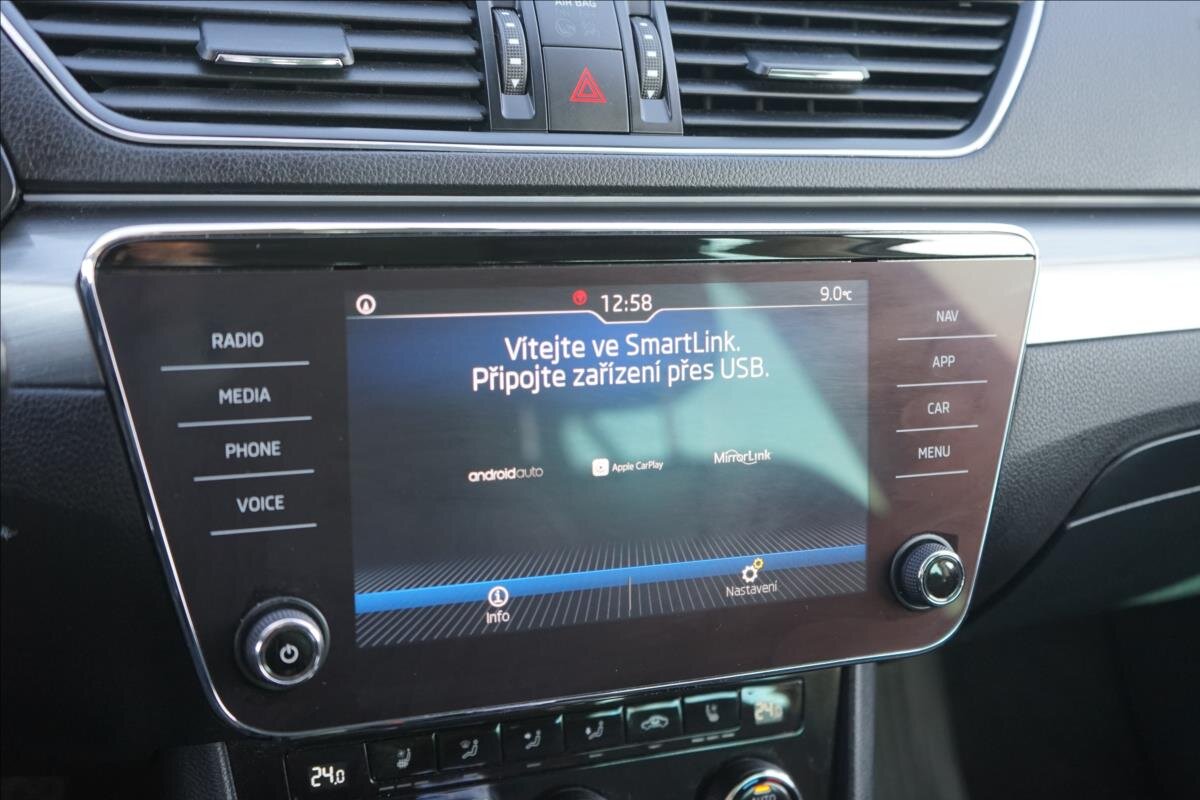 AIR BAG
12:58
9.0°C
Vítejte ve SmartLink.
Připojte zařízení přes USB.
androidauto
Apple CarPlay
MirrorLink
Info
Nastavení
RADIO
MEDIA
PHONE
VOICE
NAV
APP
CAR
MENU
24.0
24.0
AUTO